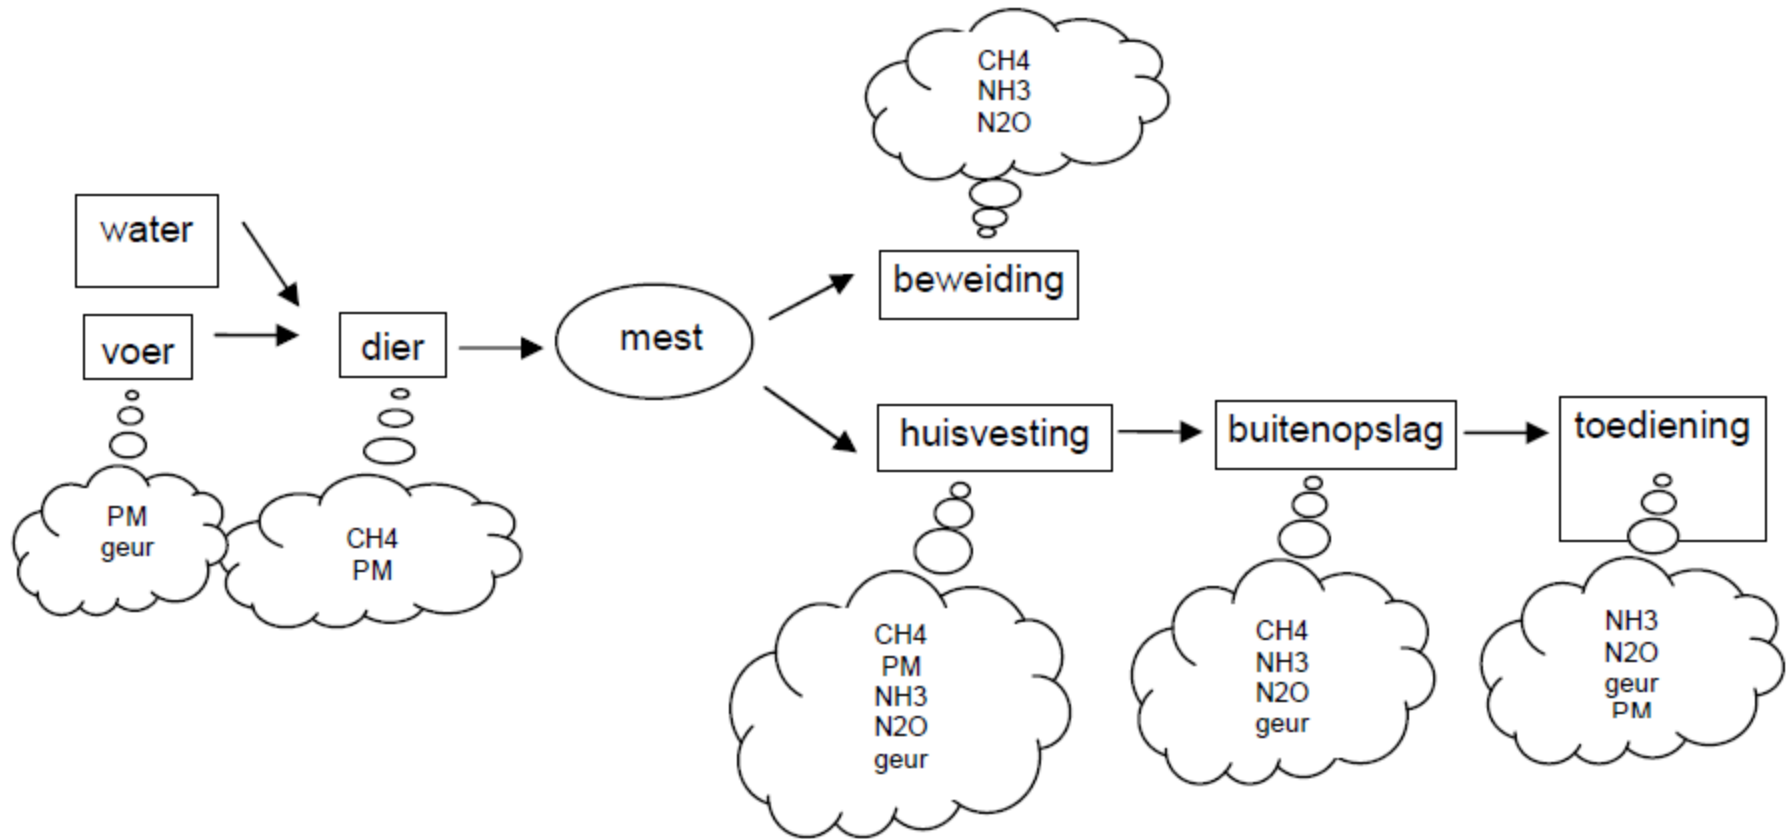 CH4
NH3
N2O
water
beweiding
voer
dier
mest
huisvesting
buitenopslag
toediening
PM
geur
CH4
PM
CH4
PM
NH3
N2O
geur
CH4
NH3
N2O
geur
NH3
N2O
geur
PM